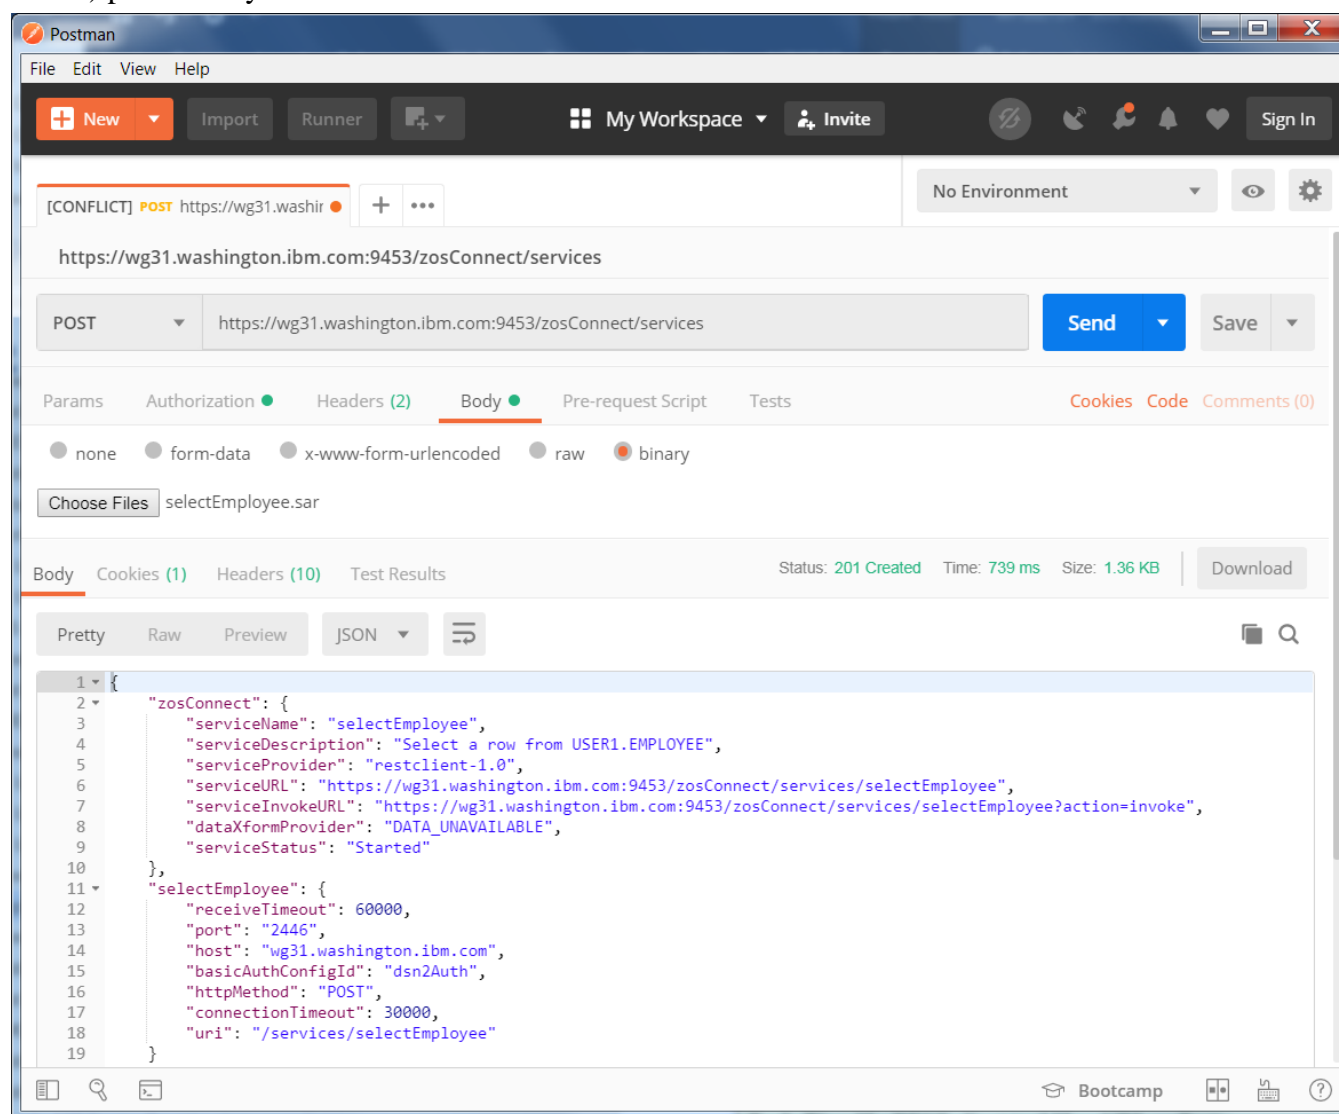 Postman
File Edit View Help
New Import Runner My Workspace Invite Sign In
[CONFLICT] POST https://wg31.washir
No Environment
https://wg31.washington.ibm.com:9453/zosConnect/services
POST https://wg31.washington.ibm.com:9453/zosConnect/services Send Save
Params Authorization Headers (2) Body Pre-request Script Tests Cookies Code Comments (0)
none form-data x-www-form-urlencoded raw binary
Choose Files selectEmployee.sar
Body Cookies (1) Headers (10) Test Results Status: 201 Created Time: 739 ms Size: 1.36 KB Download
Pretty Raw Preview JSON
1 {
2 "zosConnect": {
3 "serviceName": "selectEmployee",
4 "serviceDescription": "Select a row from USER1.EMPLOYEE",
5 "serviceProvider": "restclient-1.0",
6 "serviceURL": "https://wg31.washington.ibm.com:9453/zosConnect/services/selectEmployee",
7 "serviceInvokeURL": "https://wg31.washington.ibm.com:9453/zosConnect/services/selectEmployee?action=invoke",
8 "dataXformProvider": "DATA_UNAVAILABLE",
9 "serviceStatus": "Started"
10 },
11 "selectEmployee": {
12 "receiveTimeout": 60000,
13 "port": "2446",
14 "host": "wg31.washington.ibm.com",
15 "basicAuthConfigId": "dsn2Auth",
16 "httpMethod": "POST",
17 "connectionTimeout": 30000,
18 "uri": "/services/selectEmployee"
19 }
Bootcamp